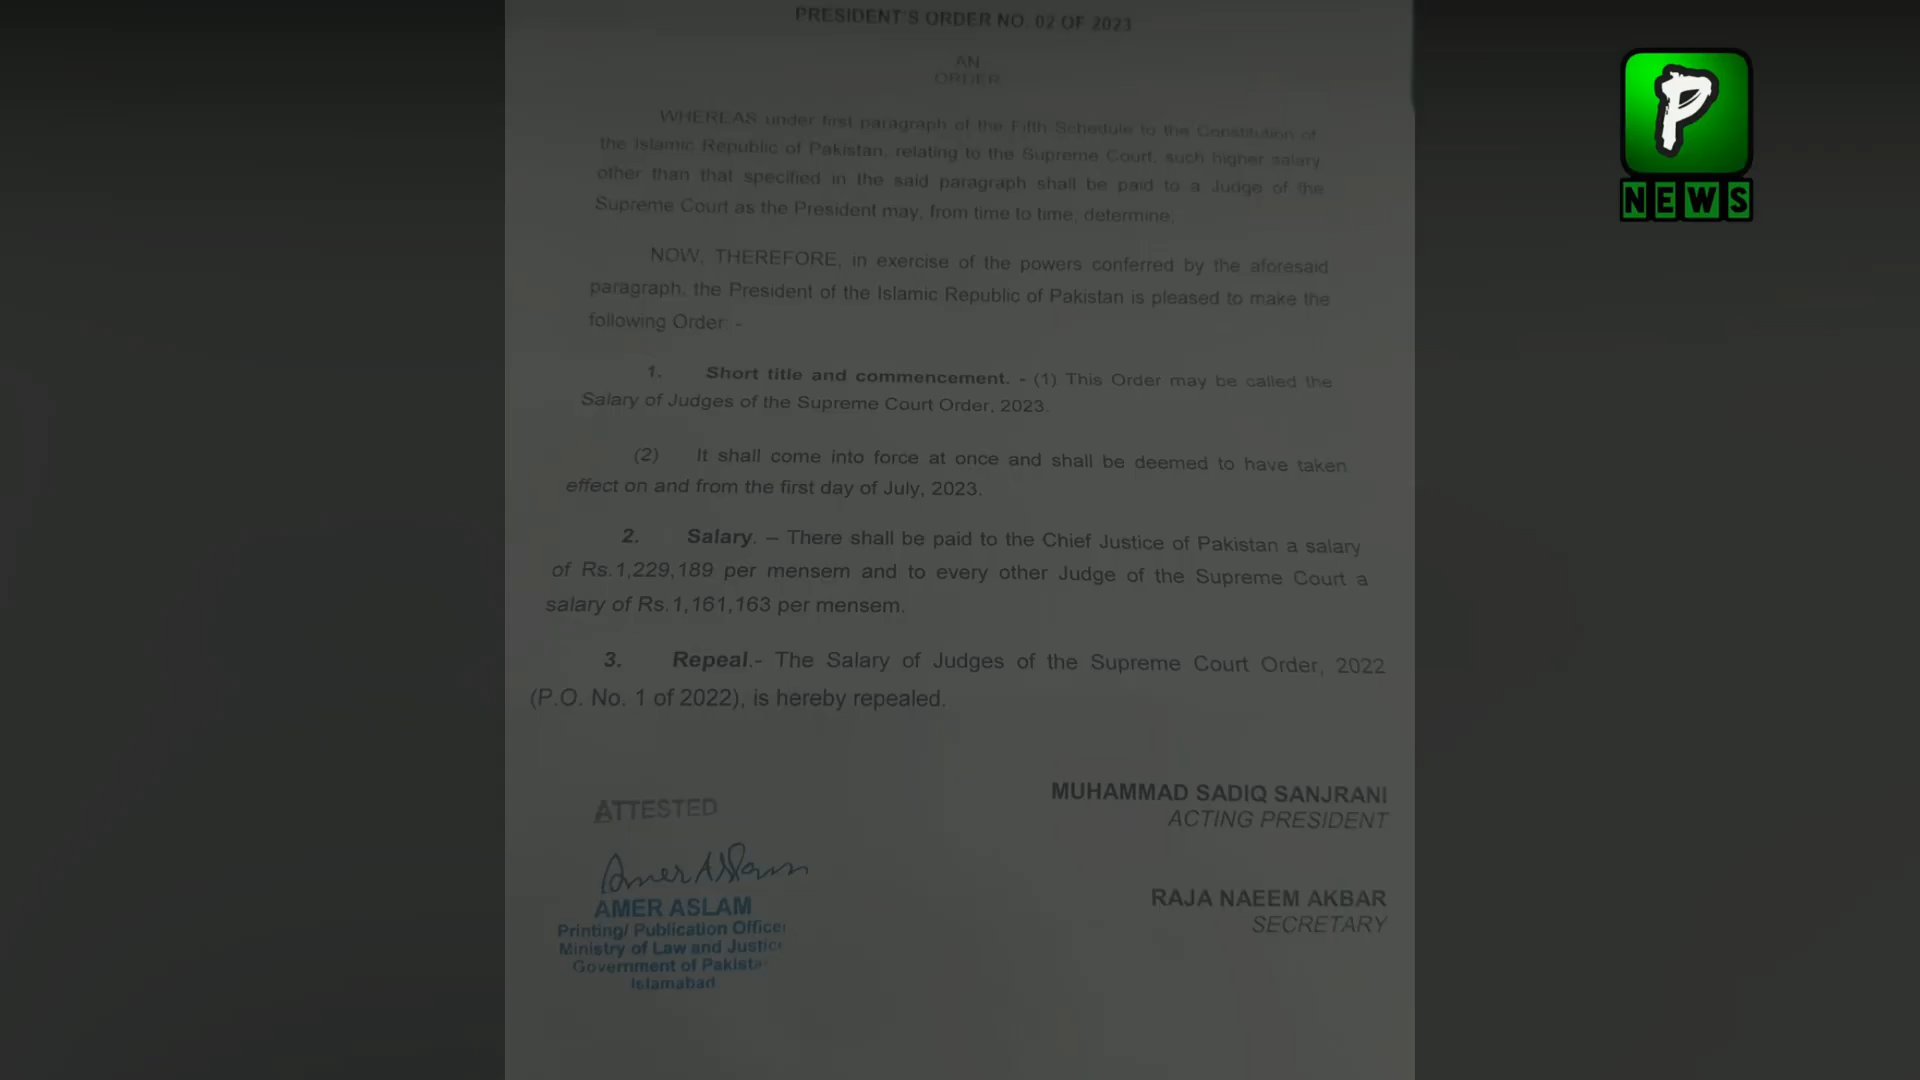 PRESIDENT'S ORDER NO. 02 OF 2023
AN
ORDER
WHEREAS under first paragraph of the Fifth Schedule to the Constitution of
the Islamic Republic of Pakistan, relating to the Supreme Court, such higher salary
other than that specified in the said paragraph shall be paid to a Judge of the
Supreme Court as the President may, from time to time, determine;
NOW, THEREFORE, in exercise of the powers conferred by the aforesaid
paragraph, the President of the Islamic Republic of Pakistan is pleased to make the
following Order: -
1. Short title and commencement. - (1) This Order may be called the
Salary of Judges of the Supreme Court Order, 2023.
(2) It shall come into force at once and shall be deemed to have taken
effect on and from the first day of July, 2023.
2. Salary. – There shall be paid to the Chief Justice of Pakistan a salary
of Rs.1,229,189 per mensem and to every other Judge of the Supreme Court a
salary of Rs.1,161,163 per mensem.
3. Repeal.- The Salary of Judges of the Supreme Court Order, 2022
(P.O. No. 1 of 2022), is hereby repealed.
MUHAMMAD SADIQ SANJRANI
ACTING PRESIDENT
RAJA NAEEM AKBAR
SECRETARY
ATTESTED
Amer Aslam
AMER ASLAM
Printing/ Publication Officer
Ministry of Law and Justice
Government of Pakista
Islamabad
P
NEWS